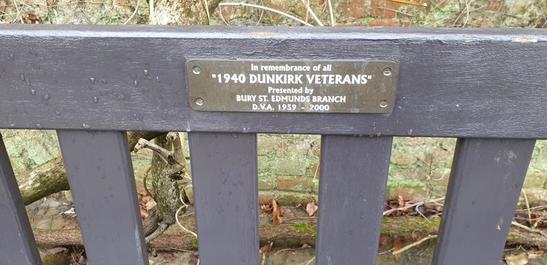 In remembrance of all
"1940 DUNKIRK VETERANS"
Presented by
BURY ST. EDMUNDS BRANCH
D.V.A. 1959 - 2000